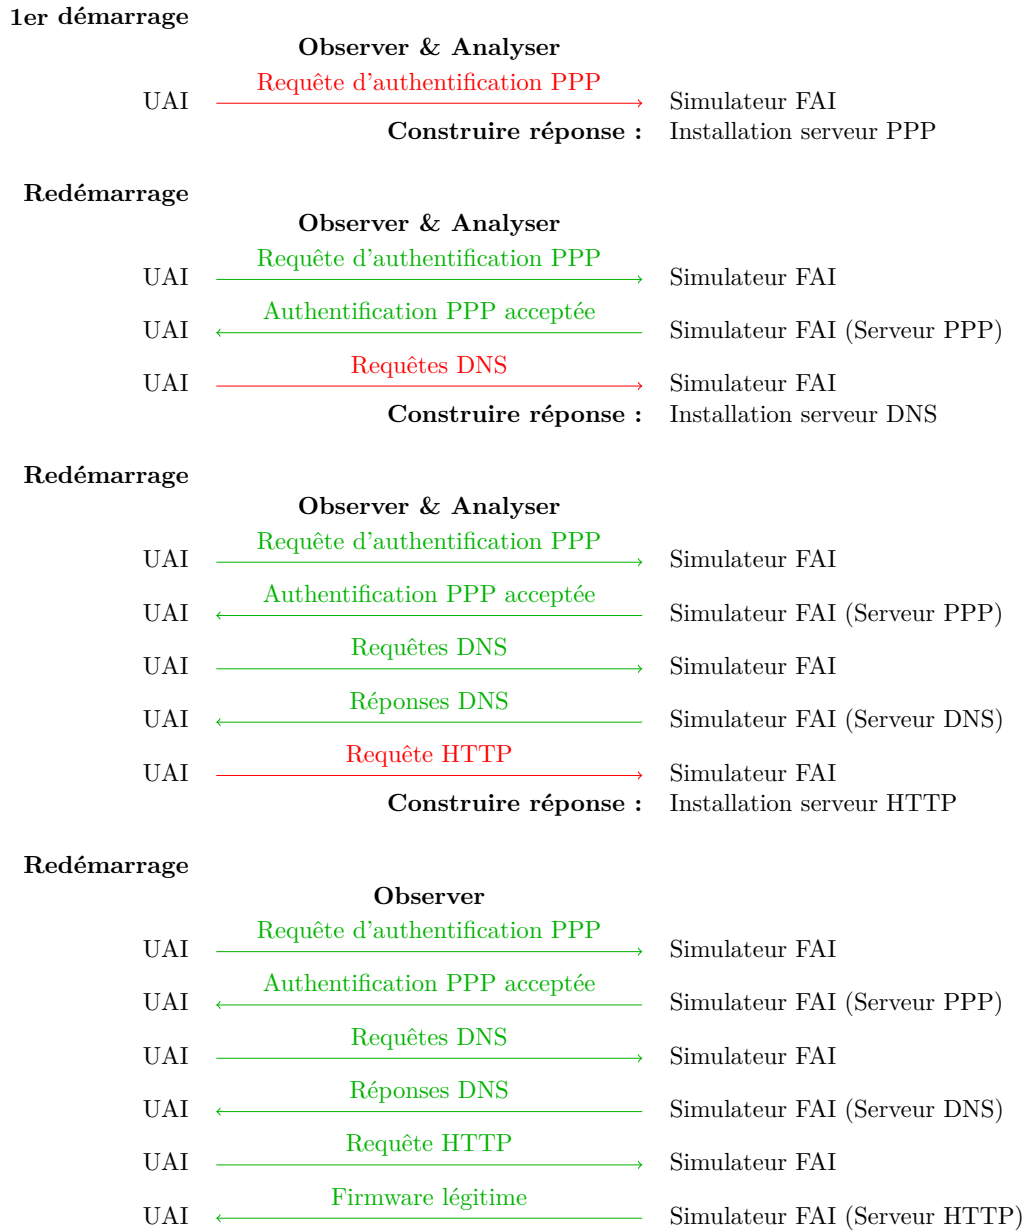 1er démarrage
Observer & Analyser
Requête d'authentification PPP
UAI Simulateur FAI
Construire réponse : Installation serveur PPP
Redémarrage
Observer & Analyser
Requête d'authentification PPP
UAI Simulateur FAI
Authentification PPP acceptée
UAI Simulateur FAI (Serveur PPP)
Requêtes DNS
UAI Simulateur FAI
Construire réponse : Installation serveur DNS
Redémarrage
Observer & Analyser
Requête d'authentification PPP
UAI Simulateur FAI
Authentification PPP acceptée
UAI Simulateur FAI (Serveur PPP)
Requêtes DNS
UAI Simulateur FAI
Réponses DNS
UAI Simulateur FAI (Serveur DNS)
Requête HTTP
UAI Simulateur FAI
Construire réponse : Installation serveur HTTP
Redémarrage
Observer
Requête d'authentification PPP
UAI Simulateur FAI
Authentification PPP acceptée
UAI Simulateur FAI (Serveur PPP)
Requêtes DNS
UAI Simulateur FAI
Réponses DNS
UAI Simulateur FAI (Serveur DNS)
Requête HTTP
UAI Simulateur FAI
Firmware légitime
UAI Simulateur FAI (Serveur HTTP)